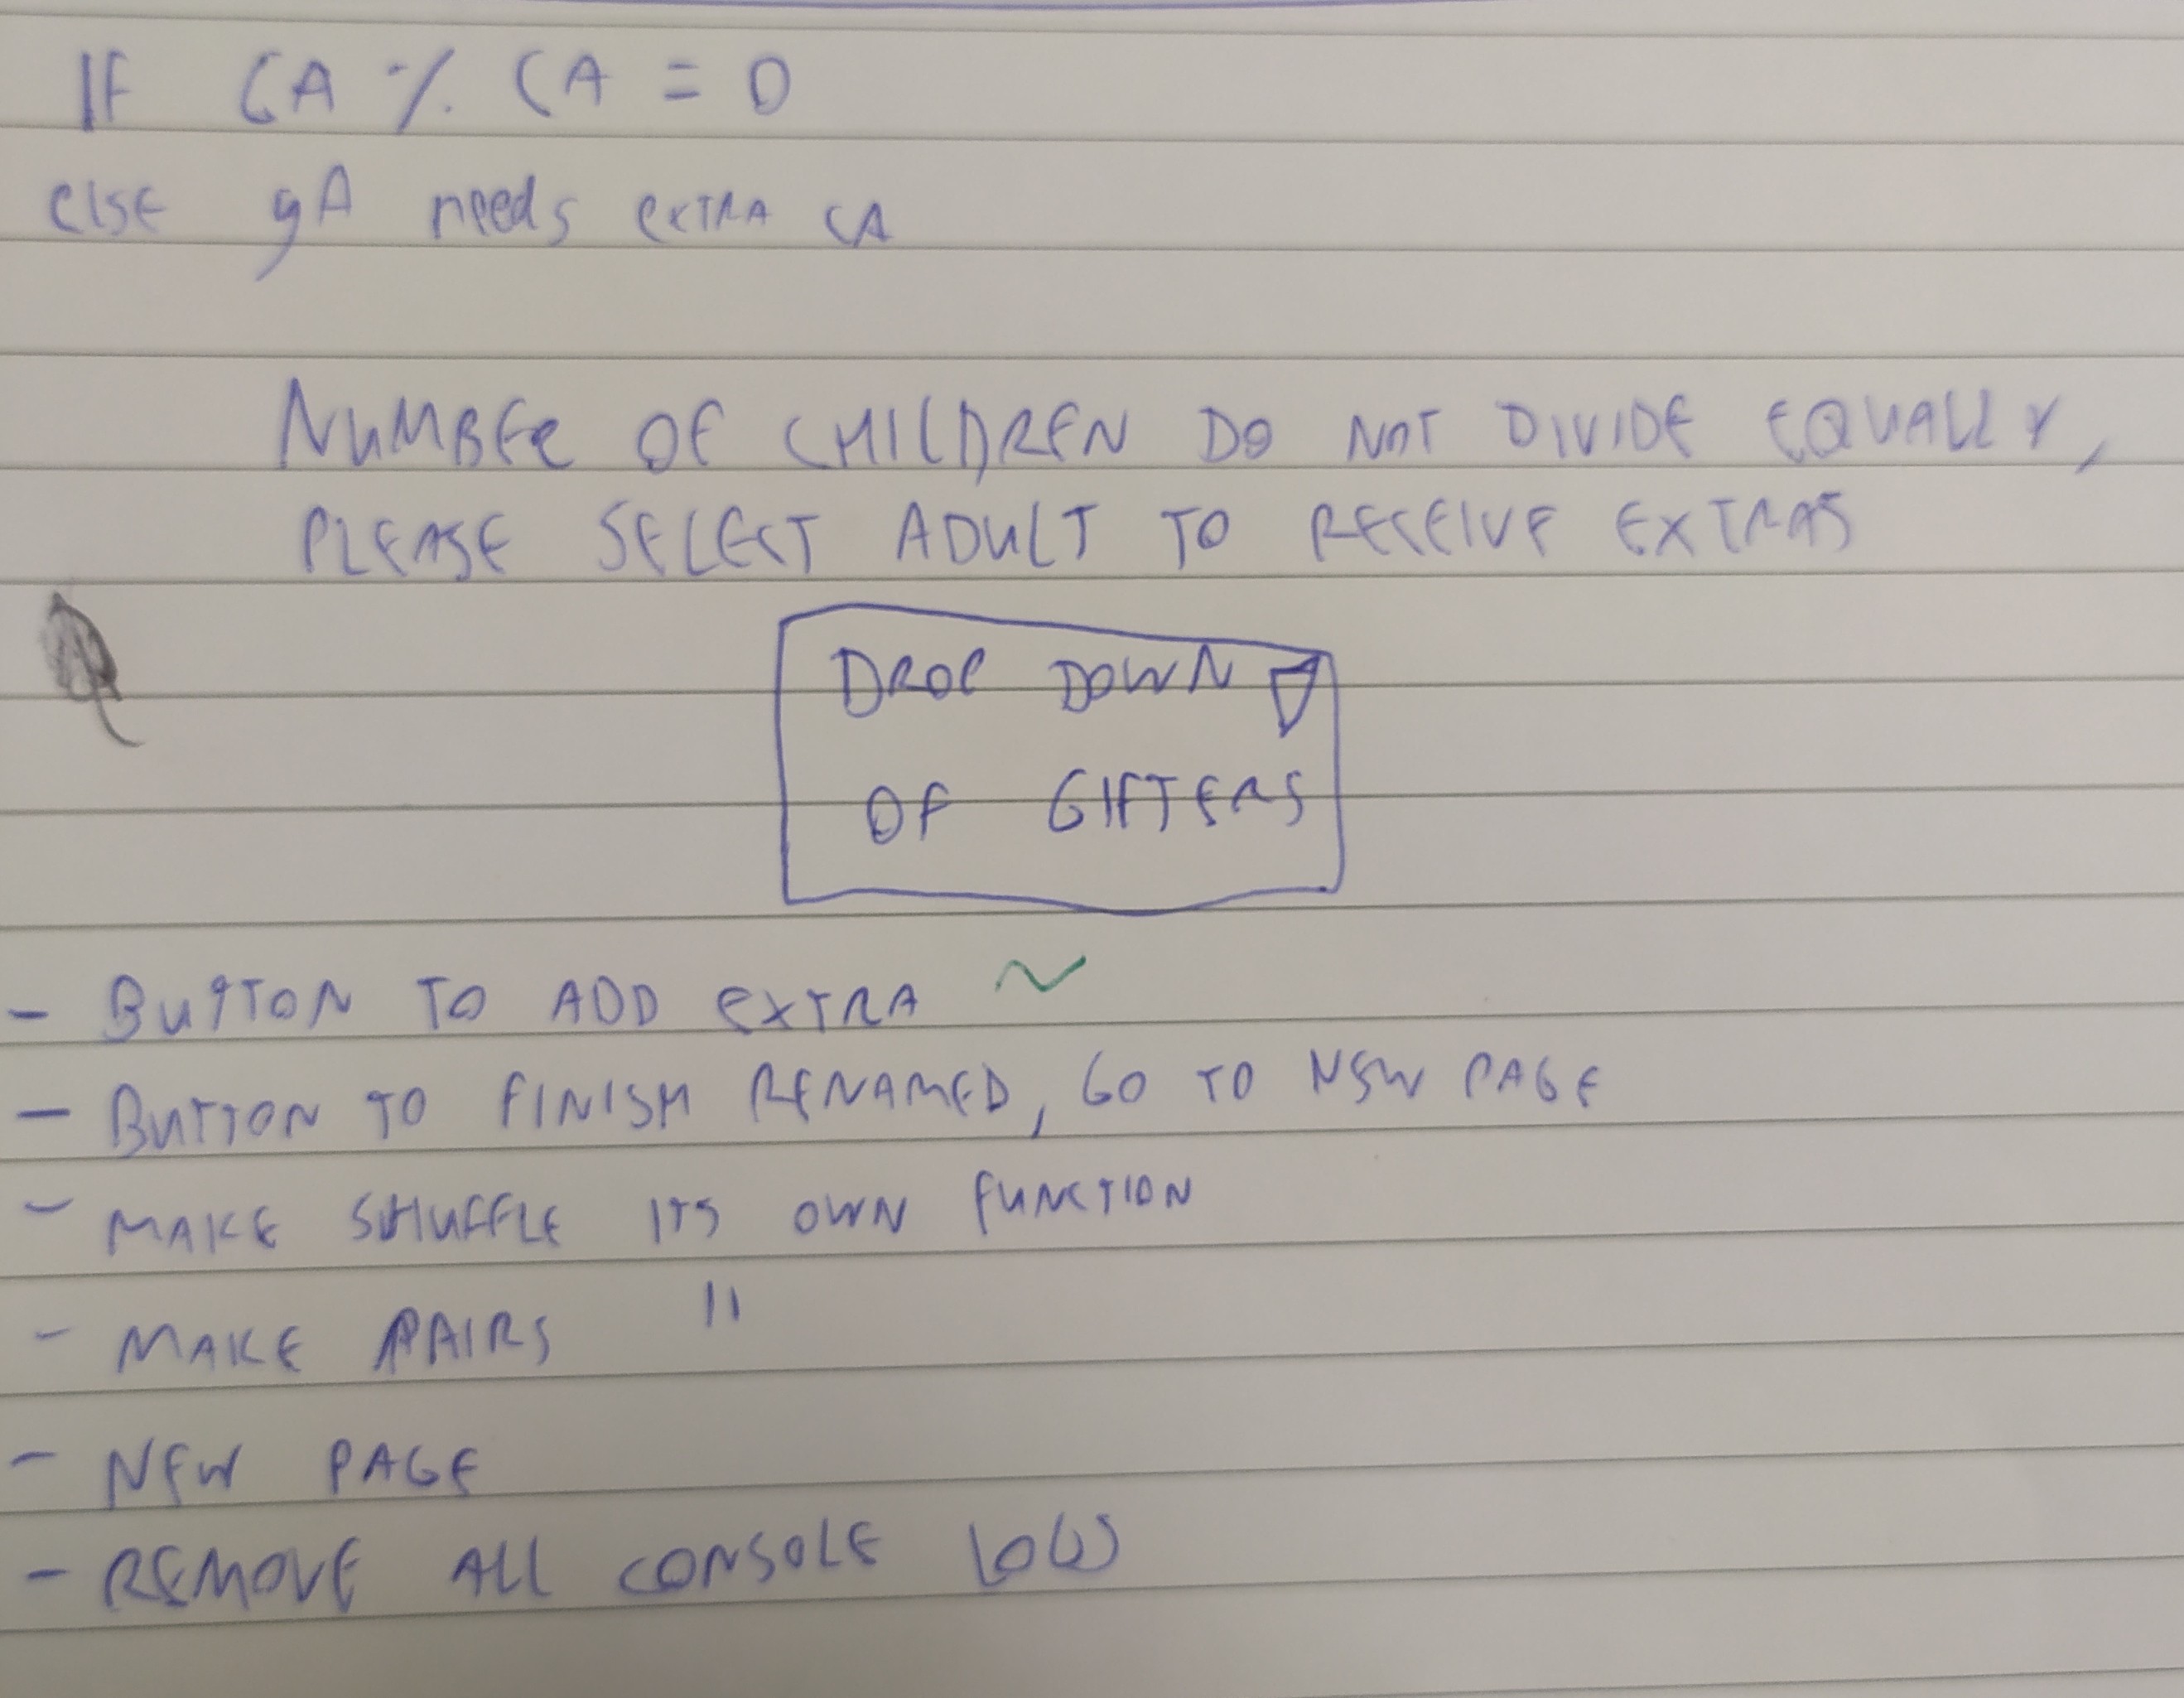 IF CA % CA = 0
else gA needs extra CA
NUMBER OF CHILDREN DO NOT DIVIDE EQUALLY,
PLEASE SELECT ADULT TO RECEIVE EXTRAS
DROP DOWN
OF GIFTERS
- BUTTON TO ADD EXTRA
- BUTTON TO FINISH RENAMED, GO TO NEW PAGE
- MAKE SHUFFLE ITS OWN FUNCTION
- MAKE PAIRS "
- NEW PAGE
- REMOVE ALL CONSOLE LOGS